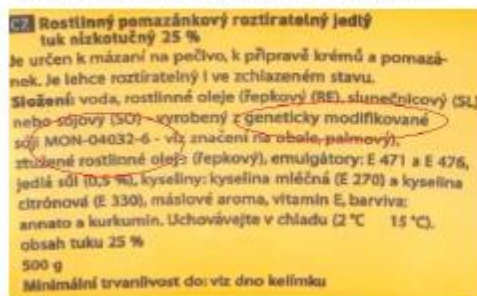 CZ Rostlinný pomazánkový roztíratelný jedlý
tuk nízkotučný 25 %
Je určen k mázaní na pečivo, k přípravě krémů a pomazá-
nek. Je lehce roztíratelný i ve zchlazeném stavu.
Složení: voda, rostlinné oleje (řepkový (RE), slunečnicový (SL)
nebo sójový (SO) - vyrobený z geneticky modifikované
sóji MON-04032-6 - viz značení na obale, palmový),
ztužené rostlinné oleje (řepkový), emulgátory: E 471 a E 476,
jedlá sůl (0,5 %), kyseliny: kyselina mléčná (E 270) a kyselina
citrónová (E 330), máslové aroma, vitamin E, barviva:
annato a kurkumin. Uchovávejte v chladu (2 °C 15 °C).
obsah tuku 25 %
500 g
Minimální trvanlivost do: viz dno kelímku